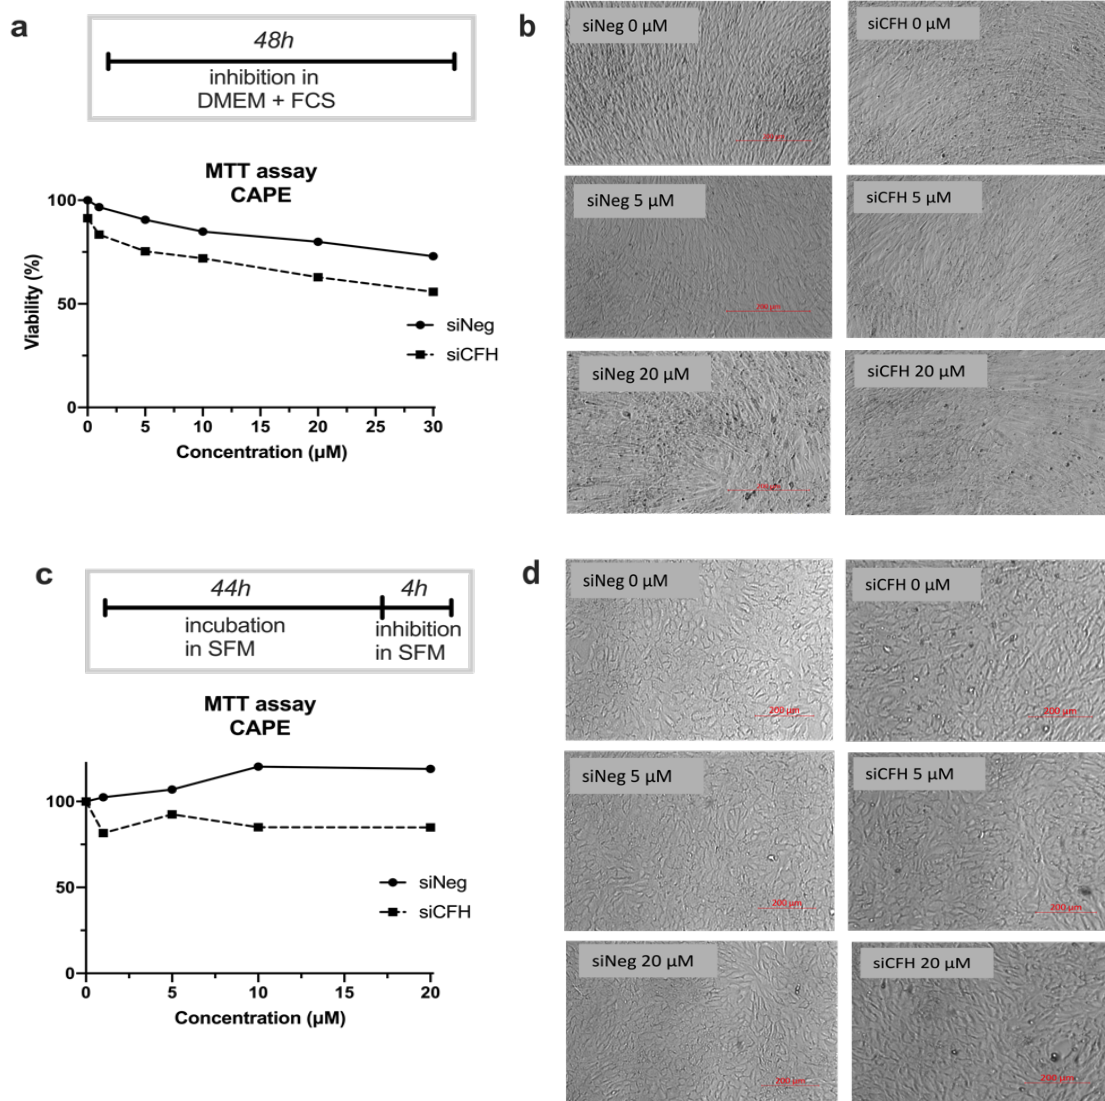 a
48h
inhibition in
DMEM + FCS
MTT assay
CAPE
100
50
0
Viability (%)
0 5 10 15 20 25 30
Concentration (µM)
siNeg
siCFH
b
siNeg 0 µM
siCFH 0 µM
siNeg 5 µM
200 µm
siCFH 5 µM
siNeg 20 µM
siCFH 20 µM
c
44h 4h
incubation
in SFM
inhibition
in SFM
MTT assay
CAPE
100
50
0
0 5 10 15 20
Concentration (µM)
siNeg
siCFH
d
siNeg 0 µM
200 µm
siCFH 0 µM
200 µm
siNeg 5 µM
200 µm
siCFH 5 µM
200 µm
siNeg 20 µM
200 µm
siCFH 20 µM
200 µm